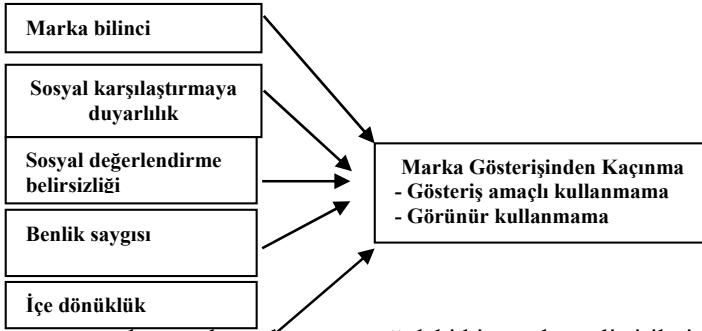 Marka bilinci
Sosyal karşılaştırmaya
duyarlılık
Sosyal değerlendirme
belirsizliği
Benlik saygısı
İçe dönüklük
Marka Gösterişinden Kaçınma
- Gösteriş amaçlı kullanmama
- Görünür kullanmama